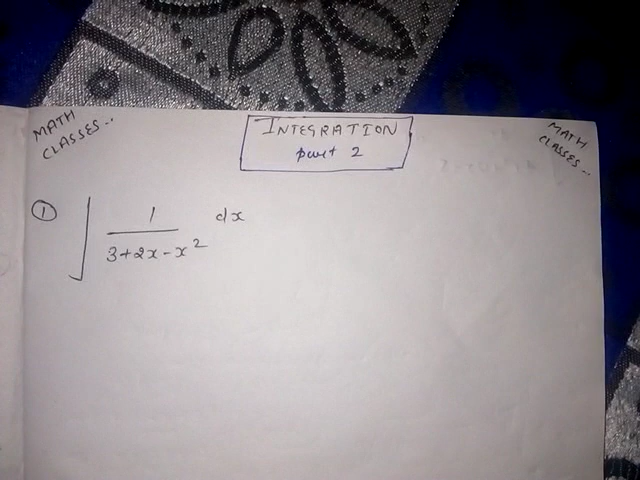 MATH
CLASSES..
INTEGRATION
part 2
MATH
CLASSES...
① ∫ 1 dx
3+2x-x²